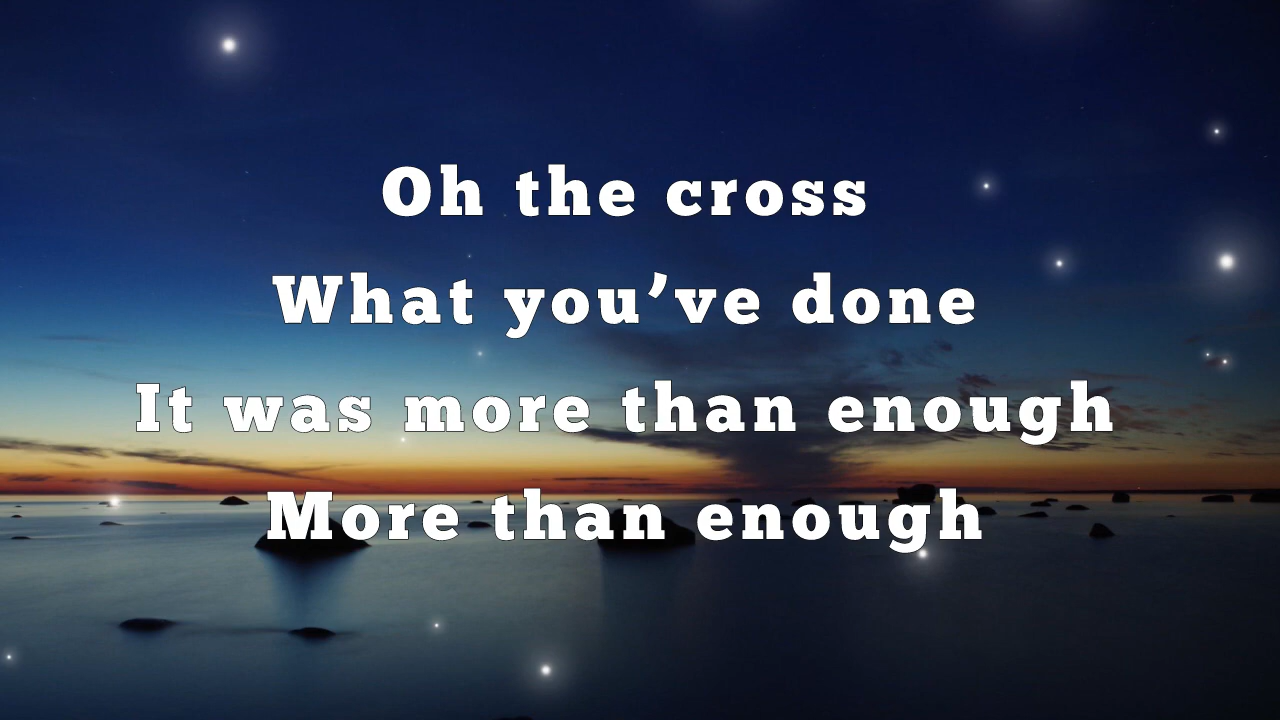 Oh the cross
What you’ve done
It was more than enough
More than enough